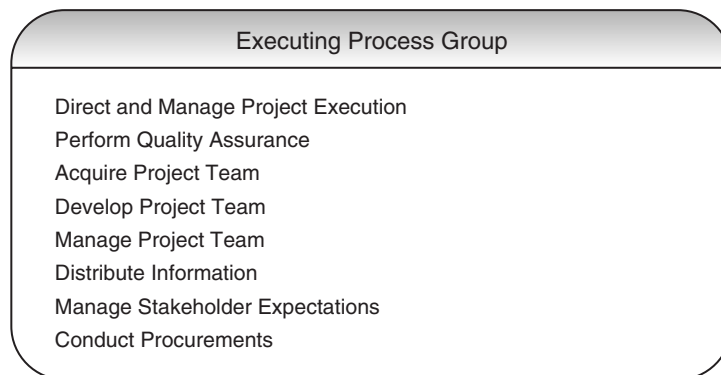 Executing Process Group
Direct and Manage Project Execution
Perform Quality Assurance
Acquire Project Team
Develop Project Team
Manage Project Team
Distribute Information
Manage Stakeholder Expectations
Conduct Procurements